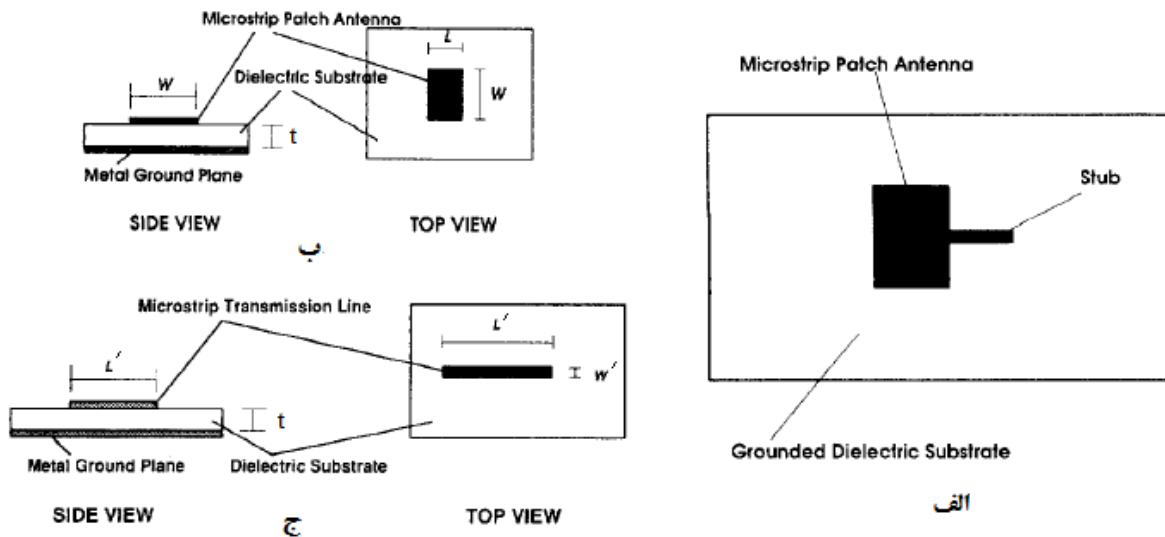 Microstrip Patch Antenna
L
Dielectric Substrate
W
W
t
Metal Ground Plane
SIDE VIEW
TOP VIEW
ب
Microstrip Transmission Line
L′
L′
W′
t
Metal Ground Plane
Dielectric Substrate
SIDE VIEW
TOP VIEW
ج
Microstrip Patch Antenna
Stub
Grounded Dielectric Substrate
الف